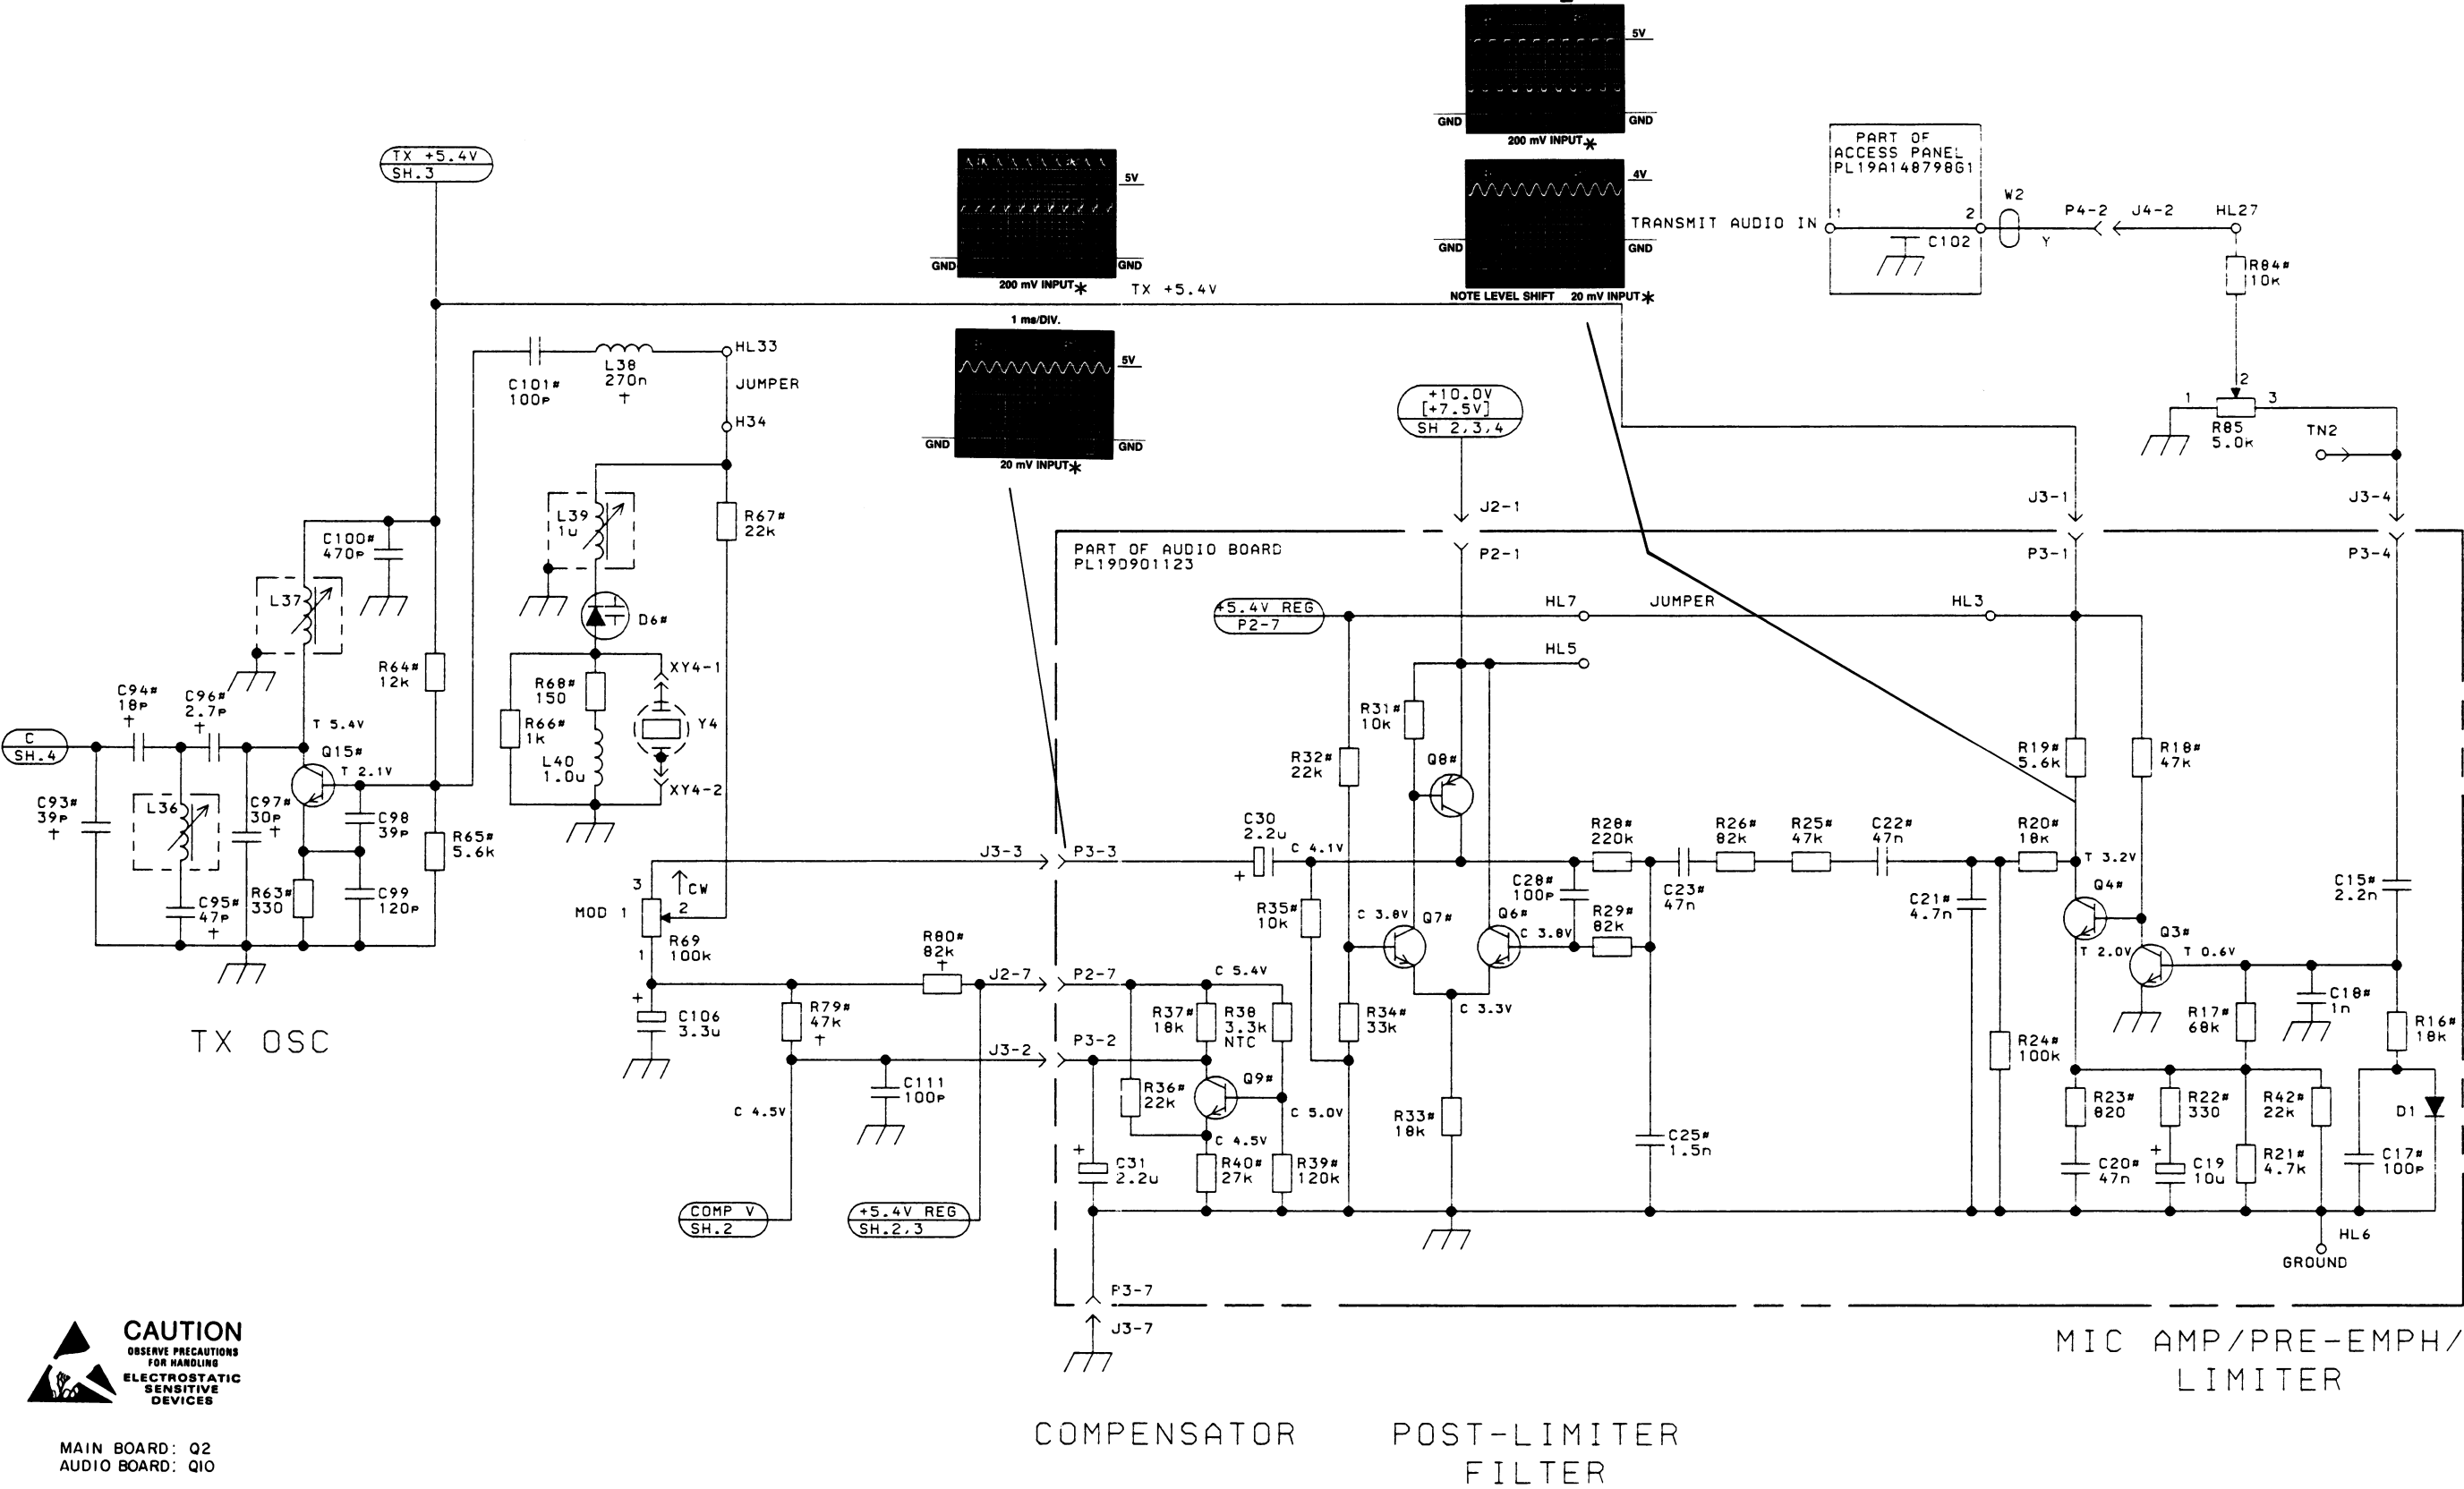 5V
GND
GND
200 mV INPUT*
4V
GND
GND
NOTE LEVEL SHIFT 20 mV INPUT*
5V
GND
GND
200 mV INPUT*
1 ms/DIV.
5V
GND
GND
20 mV INPUT*
TX +5.4V
SH.3
TX +5.4V
PART OF
ACCESS PANEL
PL19A148798G1
TRANSMIT AUDIO IN
1
2
C102
W2
Y
P4-2
J4-2
HL27
R84#
10k
1
2
3
R85
5.0k
TN2
J3-1
J3-4
P3-1
P3-4
C101#
100p
L38
270n
†
HL33
JUMPER
H34
L39
1u
R67#
22k
D6#
XY4-1
R68#
150
R66#
1k
L40
1.0u
Y4
XY4-2
C100#
470p
L37
R64#
12k
C94#
18p
†
C96#
2.7p
†
T 5.4V
Q15#
T 2.1V
C
SH.4
C93#
39p
†
L36
C97#
30p
†
C98
39p
R65#
5.6k
C95#
47p
†
R63#
330
C99
120p
TX OSC
+10.0V
[+7.5V]
SH 2,3,4
J2-1
P2-1
PART OF AUDIO BOARD
PL19D901123
+5.4V REG
P2-7
HL7
JUMPER
HL3
HL5
R31#
10k
R32#
22k
Q8#
R19#
5.6k
R18#
47k
J3-3
P3-3
C30
2.2u
+
C 4.1V
R28#
220k
R26#
82k
R25#
47k
C22#
47n
R20#
18k
T 3.2V
3
CW
2
MOD 1
R69
100k
1
R35#
10k
C28#
100p
C23#
47n
R29#
82k
C 3.8V
Q7#
Q6#
C 3.8V
C 3.3V
C21#
4.7n
Q4#
C15#
2.2n
T 2.0V
Q3#
T 0.6V
R80#
82k
†
J2-7
P2-7
C 5.4V
+
C106
3.3u
R79#
47k
†
J3-2
P3-2
R37#
18k
R38
3.3k
NTC
R34#
33k
C111
100p
C 4.5V
R36#
22k
Q9#
C 5.0V
C 4.5V
+
C31
2.2u
R40#
27k
R39#
120k
R33#
18k
C25#
1.5n
R24#
100k
R17#
68k
C18#
1n
R16#
18k
R23#
820
R22#
330
R42#
22k
D1
C20#
47n
+
C19
10u
R21#
4.7k
C17#
100p
COMP V
SH.2
+5.4V REG
SH.2,3
HL6
GROUND
P3-7
J3-7
MIC AMP/PRE-EMPH/
LIMITER
COMPENSATOR
POST-LIMITER
FILTER
CAUTION
OBSERVE PRECAUTIONS
FOR HANDLING
ELECTROSTATIC
SENSITIVE
DEVICES
MAIN BOARD: Q2
AUDIO BOARD: Q10